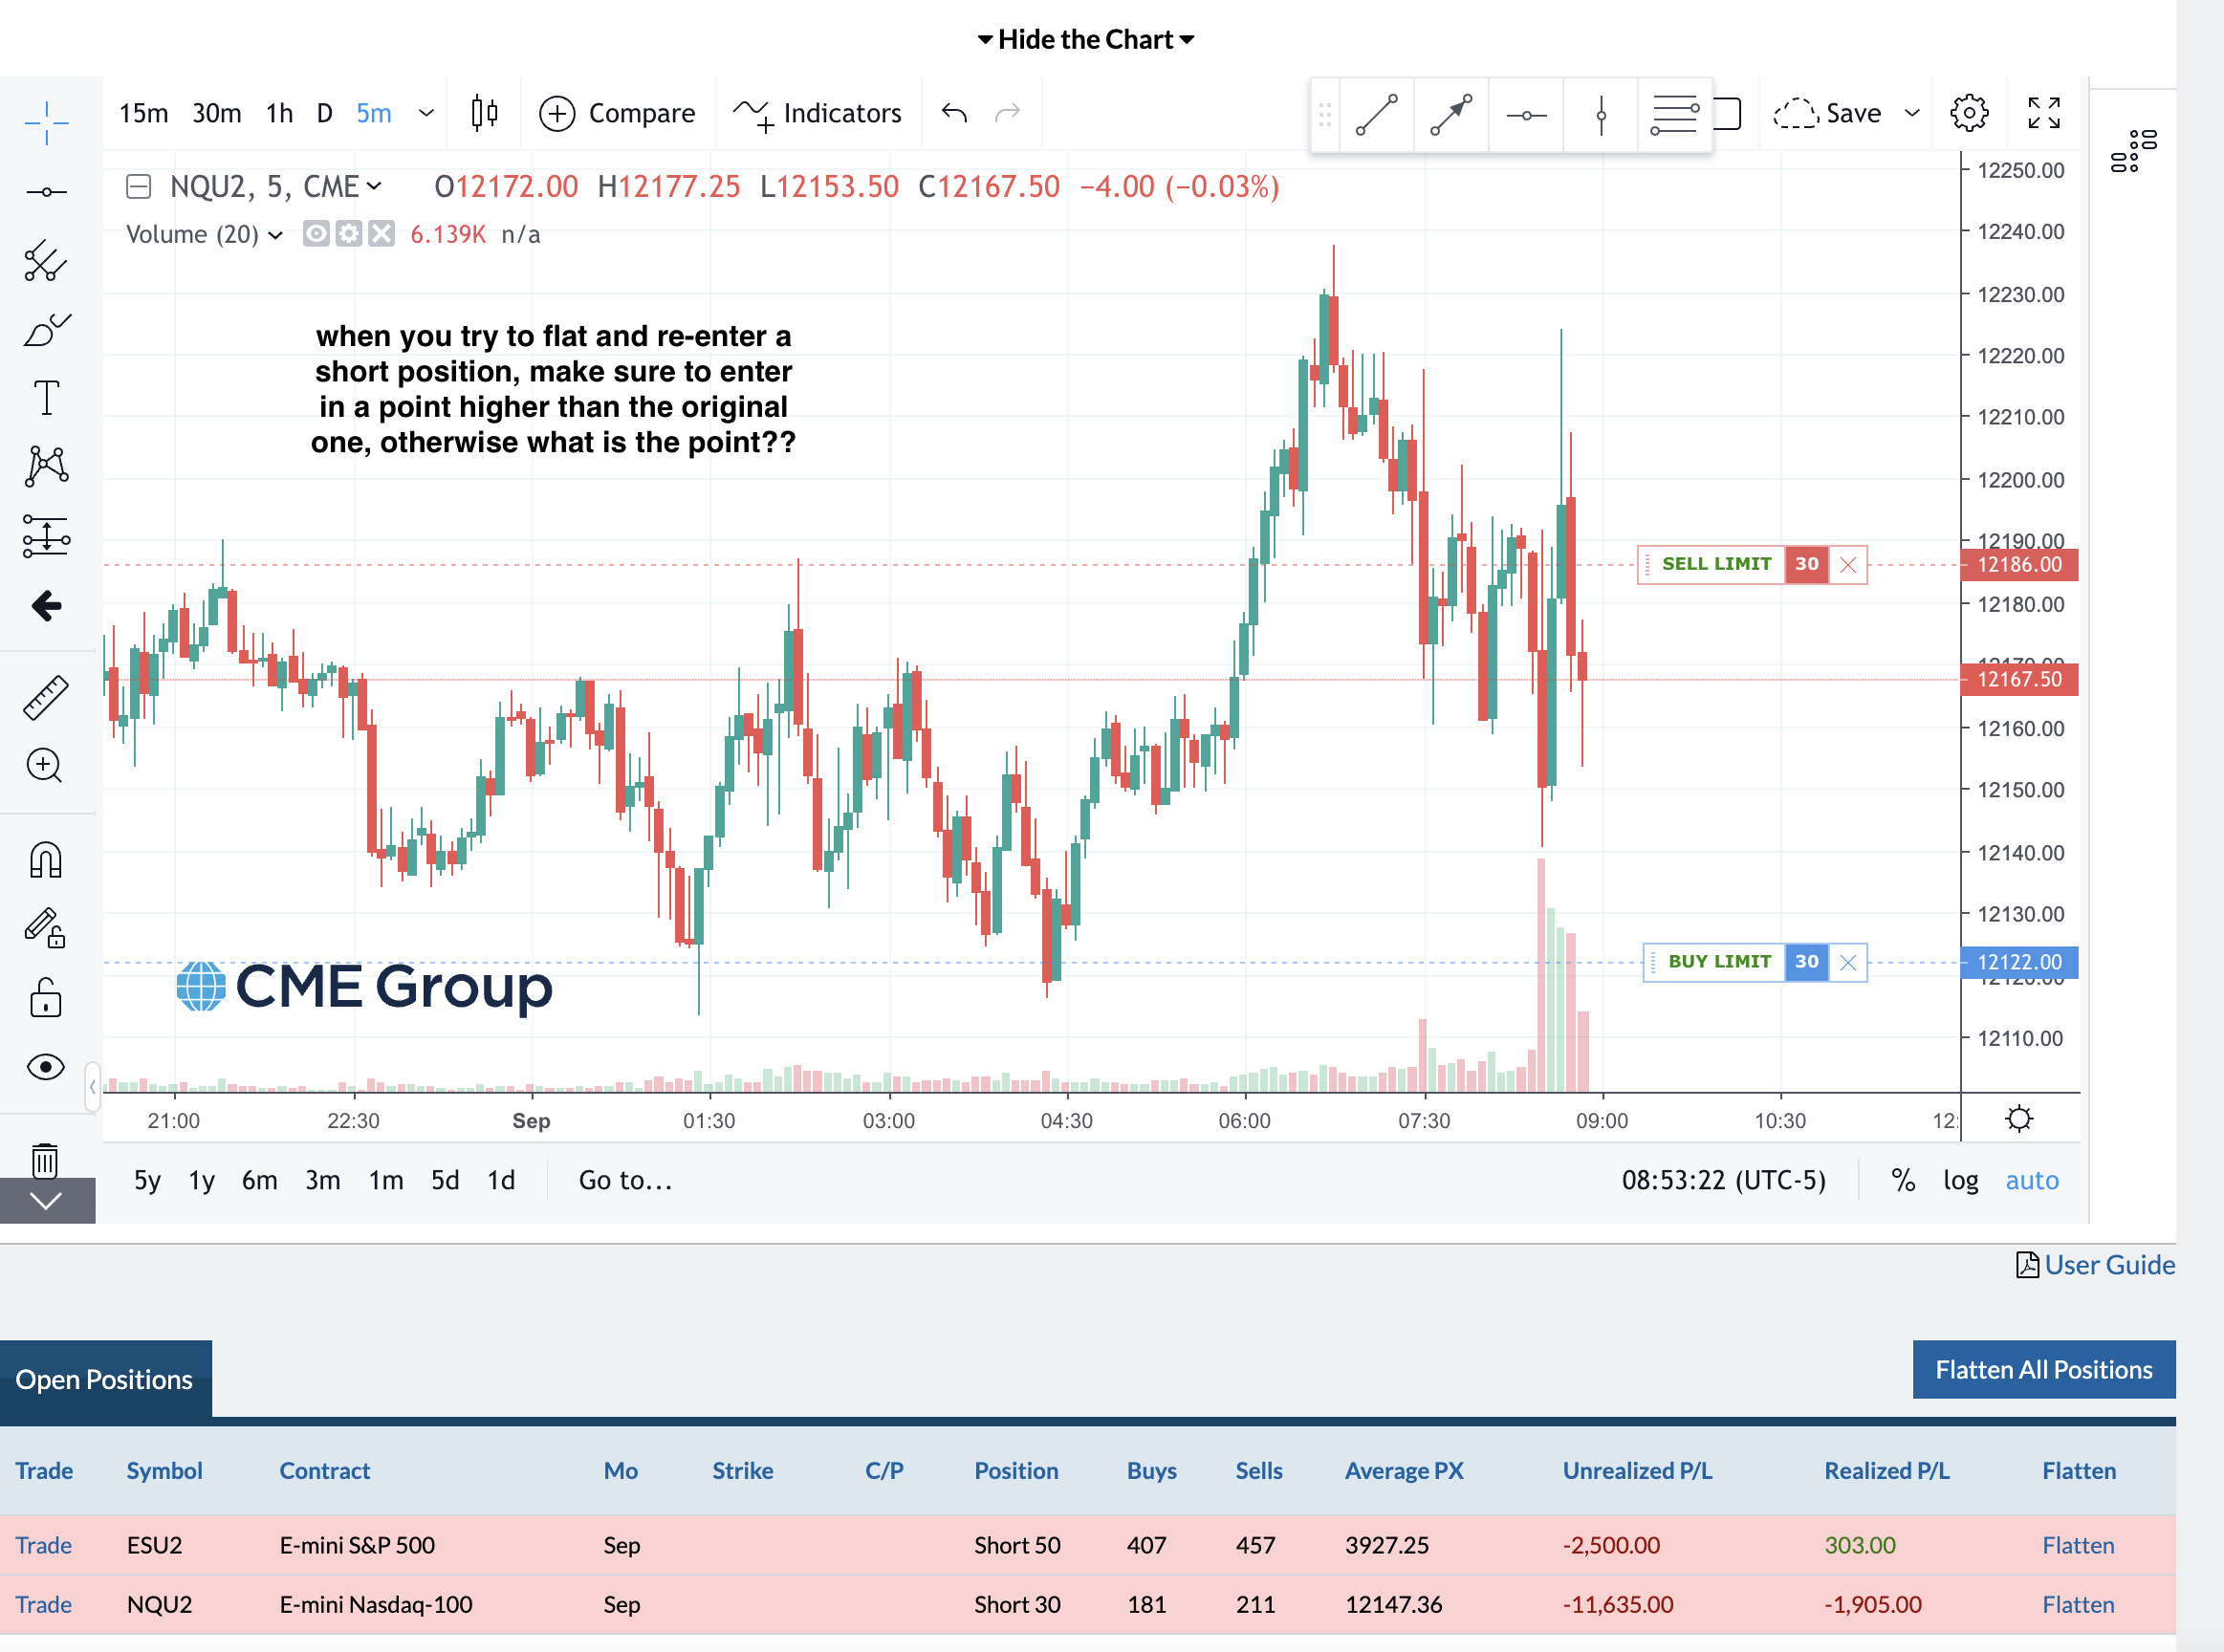 Hide the Chart
15m 30m 1h D 5m Compare Indicators Save
NQU2, 5, CME O12172.00 H12177.25 L12153.50 C12167.50 −4.00 (−0.03%)
Volume (20) 6.139K n/a
when you try to flat and re-enter a
short position, make sure to enter
in a point higher than the original
one, otherwise what is the point??
12250.00
12240.00
12230.00
12220.00
12210.00
12200.00
12190.00
SELL LIMIT 30 12186.00
12180.00
12170.00
12167.50
12160.00
12150.00
12140.00
12130.00
BUY LIMIT 30 12122.00
12120.00
CME Group
12110.00
21:00 22:30 Sep 01:30 03:00 04:30 06:00 07:30 09:00 10:30 12:
5y 1y 6m 3m 1m 5d 1d Go to... 08:53:22 (UTC-5) % log auto
User Guide
Open Positions Flatten All Positions
Trade Symbol Contract Mo Strike C/P Position Buys Sells Average PX Unrealized P/L Realized P/L Flatten
Trade ESU2 E-mini S&P 500 Sep Short 50 407 457 3927.25 -2,500.00 303.00 Flatten
Trade NQU2 E-mini Nasdaq-100 Sep Short 30 181 211 12147.36 -11,635.00 -1,905.00 Flatten